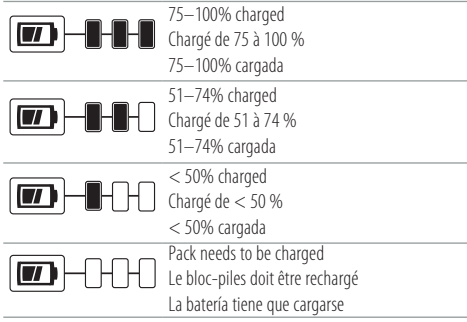 75–100% charged
Chargé de 75 à 100 %
75–100% cargada
51–74% charged
Chargé de 51 à 74 %
51–74% cargada
< 50% charged
Chargé de < 50 %
< 50% cargada
Pack needs to be charged
Le bloc-piles doit être rechargé
La batería tiene que cargarse